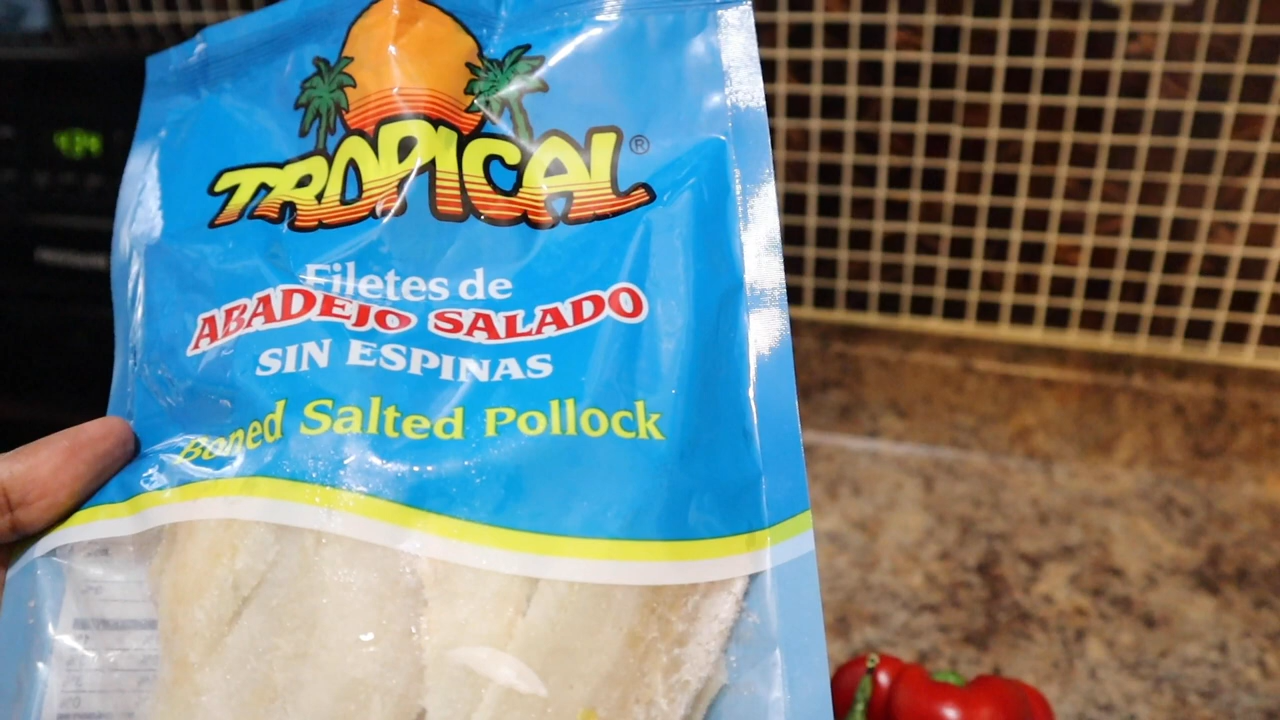 TROPICAL®
Filetes de
ABADEJO SALADO
SIN ESPINAS
Boned Salted Pollock